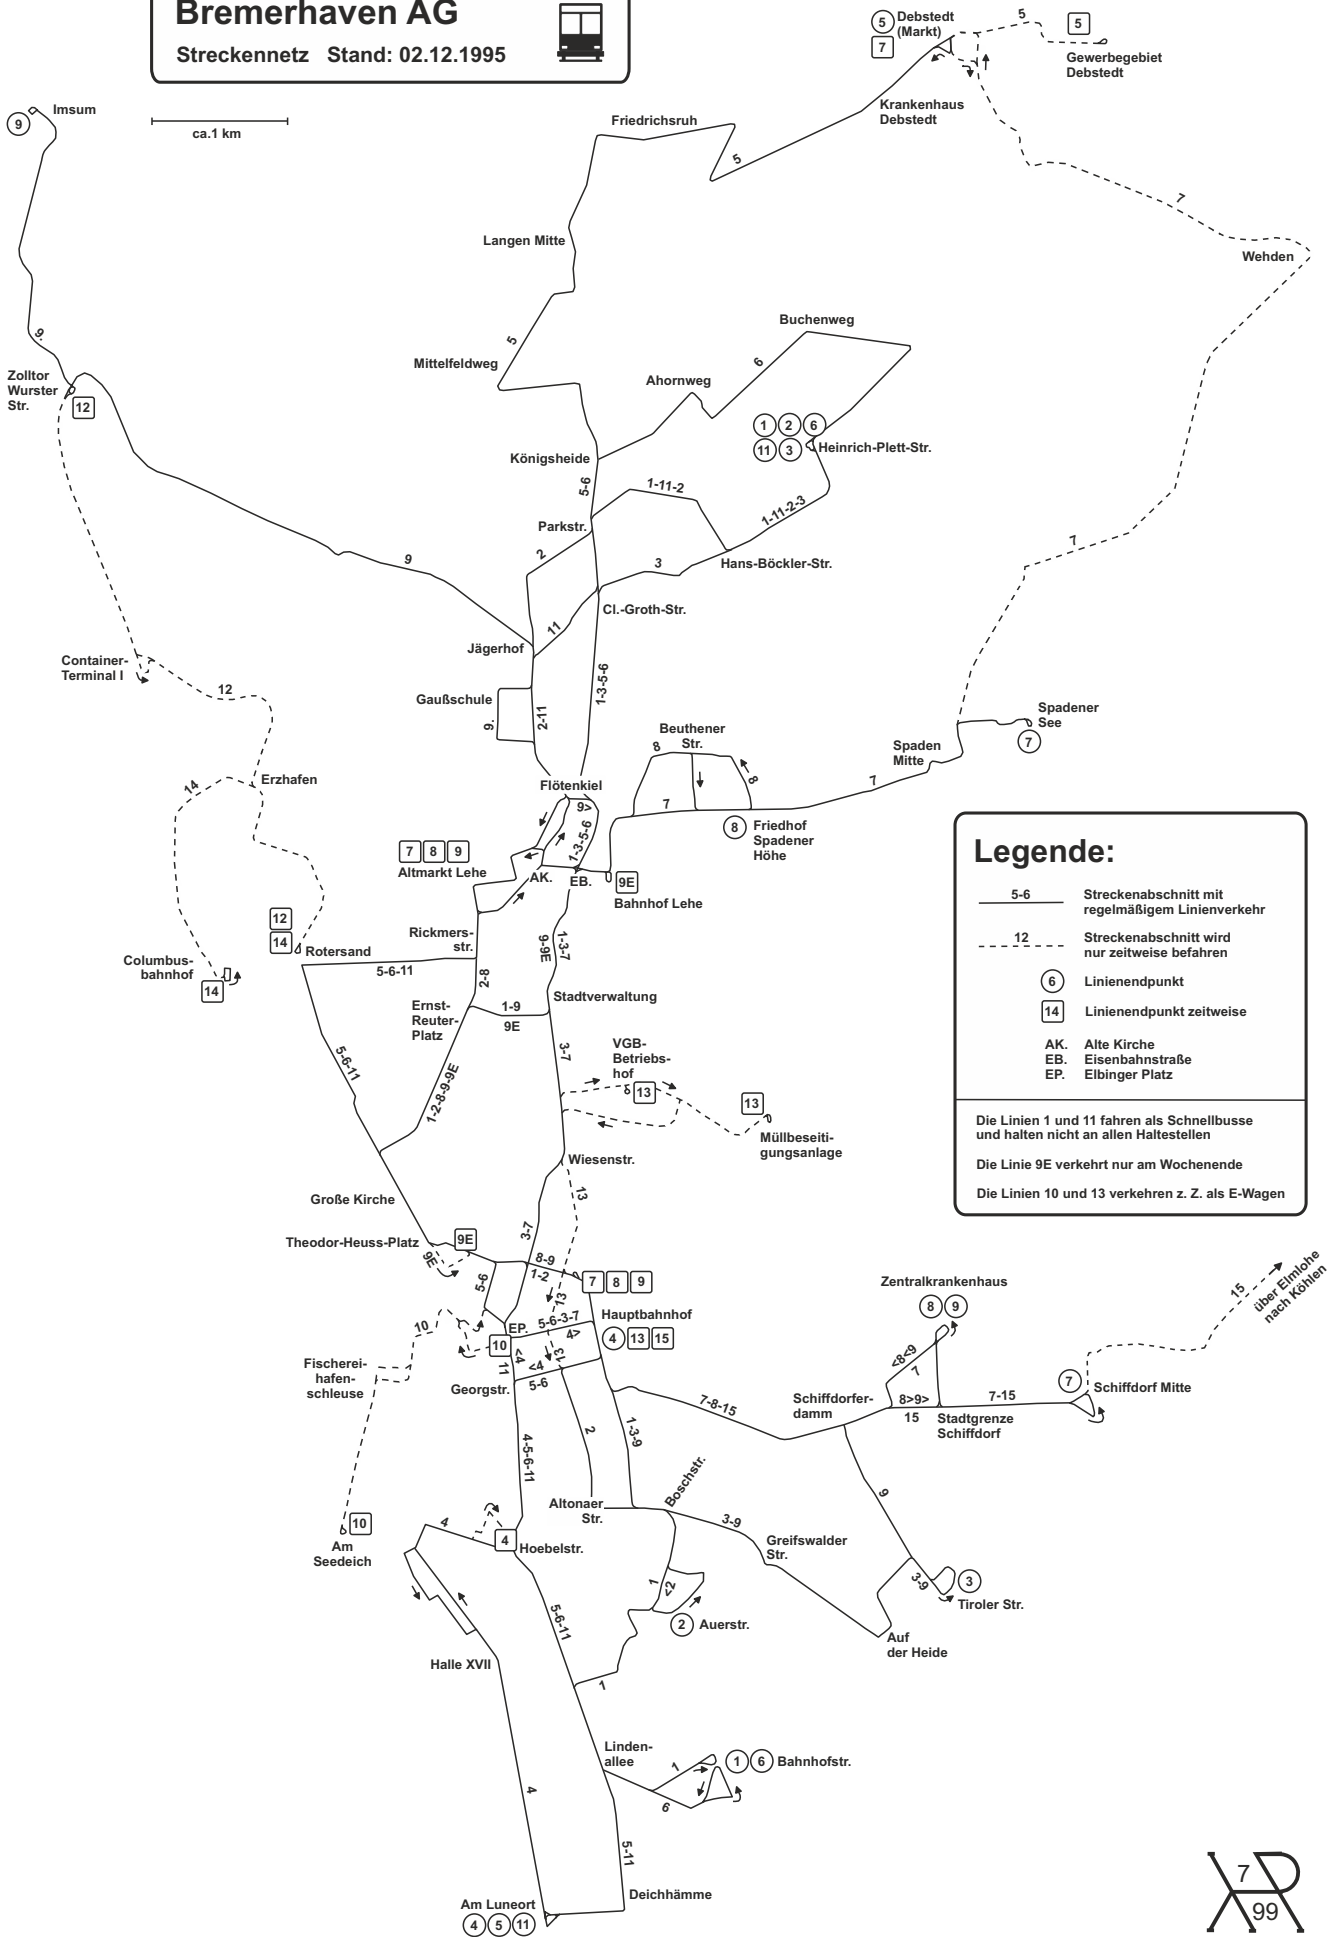 Bremerhaven AG
Streckennetz Stand: 02.12.1995
ca.1 km
5
Debstedt
(Markt)
7
5
5
Gewerbegebiet
Debstedt
Krankenhaus
Debstedt
Imsum
9
Friedrichsruh
5
7
Wehden
Langen Mitte
5
Mittelfeldweg
9.
Zolltor
Wurster
Str.
12
Buchenweg
6
Ahornweg
1 2 6
11 3
Heinrich-Plett-Str.
Königsheide
5-6
1-11-2
1-11-2-3
Parkstr.
2
3
Hans-Böckler-Str.
9
7
Cl.-Groth-Str.
11
Jägerhof
Container-
Terminal I
12
Gaußschule
9.
2-11
1-3-5-6
Beuthener
Str.
8
8
Spadener
See
7
Spaden
Mitte
7
14
Erzhafen
Flötenkiel
9>
1-3-5-6
7
8
Friedhof
Spadener
Höhe
7 8 9
Altmarkt Lehe
AK.
EB.
9E
Bahnhof Lehe
12
14
Rotersand
Rickmers-
str.
9-9E
1-3-7
Columbus-
bahnhof
14
5-6-11
2-8
Stadtverwaltung
Ernst-
Reuter-
Platz
1-9
9E
5-6-11
1-2-8-9-9E
3-7
VGB-
Betriebs-
hof
13
13
Müllbeseiti-
gungsanlage
Wiesenstr.
13
Große Kirche
3-7
Theodor-Heuss-Platz
9E
9E
8-9
1-2
5-6
7 8 9
13
Hauptbahnhof
4 13 15
EP.
5-6-3-7
4>
10
10
<4
11
<4
13
5-6
Fischerei-
hafen-
schleuse
Georgstr.
Zentralkrankenhaus
8 9
<8<9
7
8>9>
15
7-15
7
Schiffdorf Mitte
15
über Elmlohe
nach Köhlen
Schiffdorfer-
damm
Stadtgrenze
Schiffdorf
7-8-15
2
1-3-9
4-5-6-11
9
Boschstr.
Altonaer
Str.
3-9
Greifswalder
Str.
10
Am
Seedeich
4
4
Hoebelstr.
1
<2
2
Auerstr.
3-9
3
Tiroler Str.
Auf
der Heide
5-6-11
Halle XVII
1
Linden-
allee
1
1 6
Bahnhofstr.
6
4
5-11
Deichhämme
Am Luneort
4 5 11
Legende:
5-6
Streckenabschnitt mit
regelmäßigem Linienverkehr
12
Streckenabschnitt wird
nur zeitweise befahren
6
Linienendpunkt
14
Linienendpunkt zeitweise
AK. Alte Kirche
EB. Eisenbahnstraße
EP. Elbinger Platz
Die Linien 1 und 11 fahren als Schnellbusse
und halten nicht an allen Haltestellen
Die Linie 9E verkehrt nur am Wochenende
Die Linien 10 und 13 verkehren z. Z. als E-Wagen
7
99